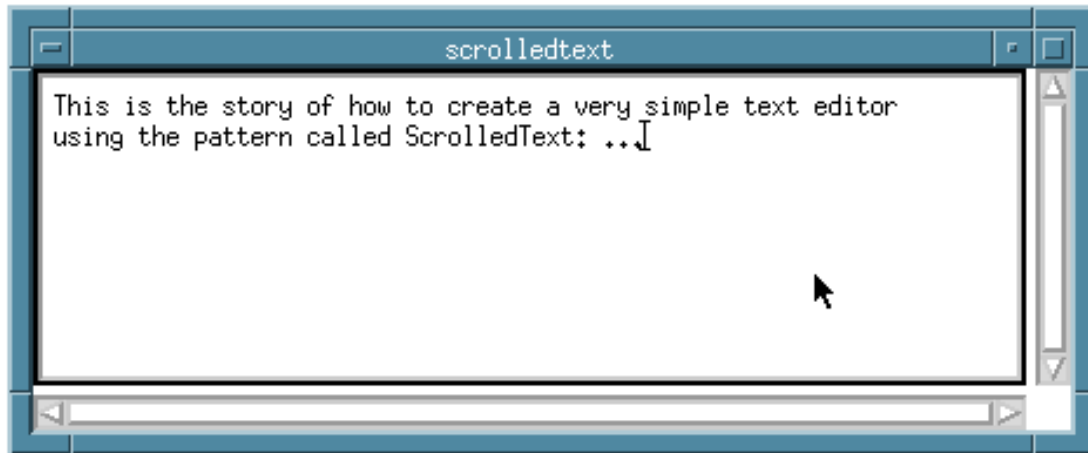 scrolledtext
This is the story of how to create a very simple text editor
using the pattern called ScrolledText: ...